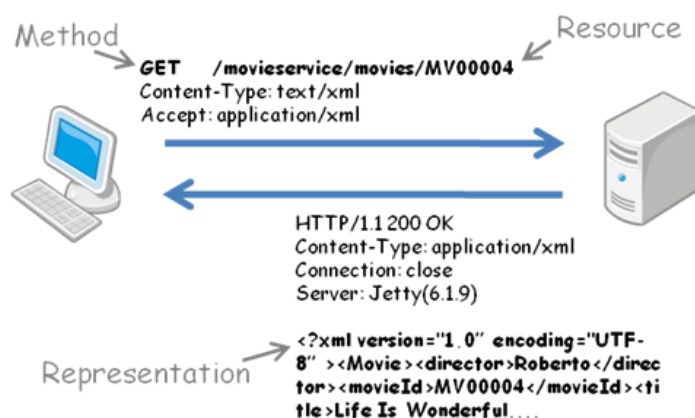 Method
Resource
GET /movieservice/movies/MV00004
Content-Type: text/xml
Accept: application/xml
HTTP/1.1 200 OK
Content-Type: application/xml
Connection: close
Server: Jetty(6.1.9)
Representation
<?xml version="1.0" encoding="UTF-
8" ><Movie><director>Roberto</direc
tor><movieId>MV00004</movieId><ti
tle>Life Is Wonderful....